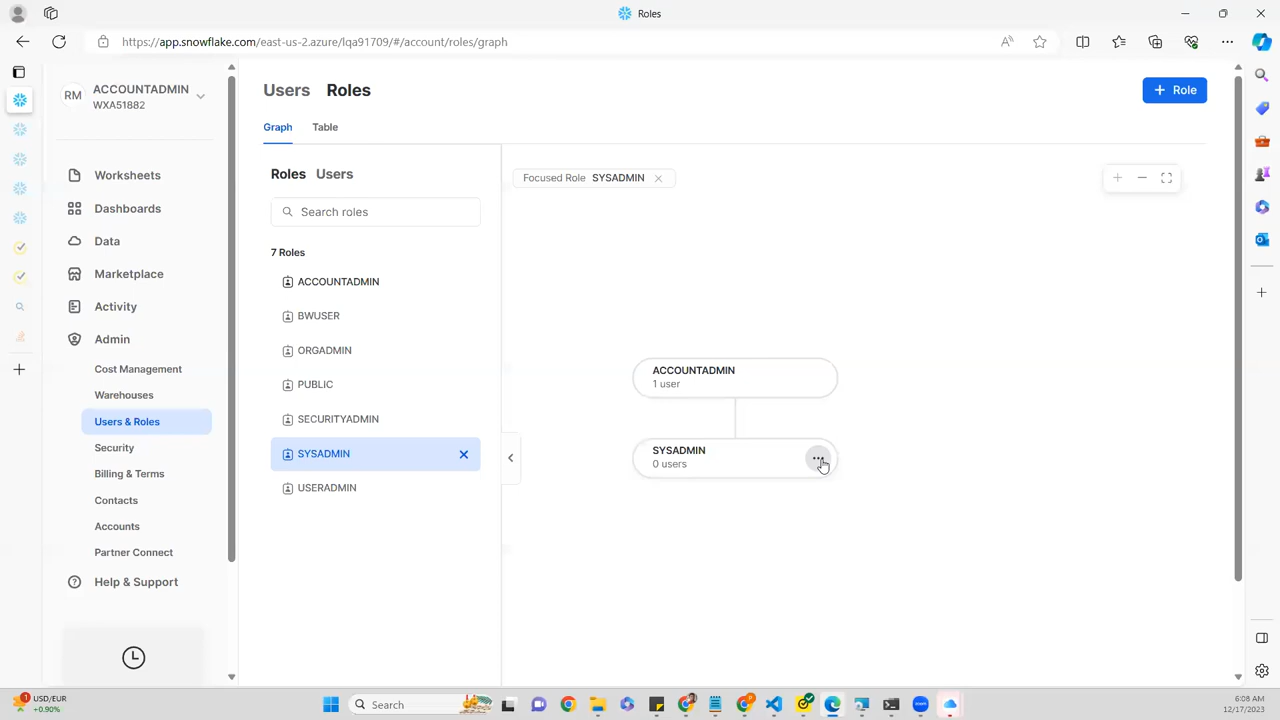 Roles
https://app.snowflake.com/east-us-2.azure/lqa91709/#/account/roles/graph
RM
ACCOUNTADMIN
WXA51882
Worksheets
Dashboards
Data
Marketplace
Activity
Admin
Cost Management
Warehouses
Users & Roles
Security
Billing & Terms
Contacts
Accounts
Partner Connect
Help & Support
Users Roles
+ Role
Graph Table
Roles Users
Search roles
7 Roles
ACCOUNTADMIN
BWUSER
ORGADMIN
PUBLIC
SECURITYADMIN
SYSADMIN
USERADMIN
Focused Role SYSADMIN
ACCOUNTADMIN
1 user
SYSADMIN
0 users
1
USD/EUR
+0.90%
Search
6:08 AM
12/17/2023